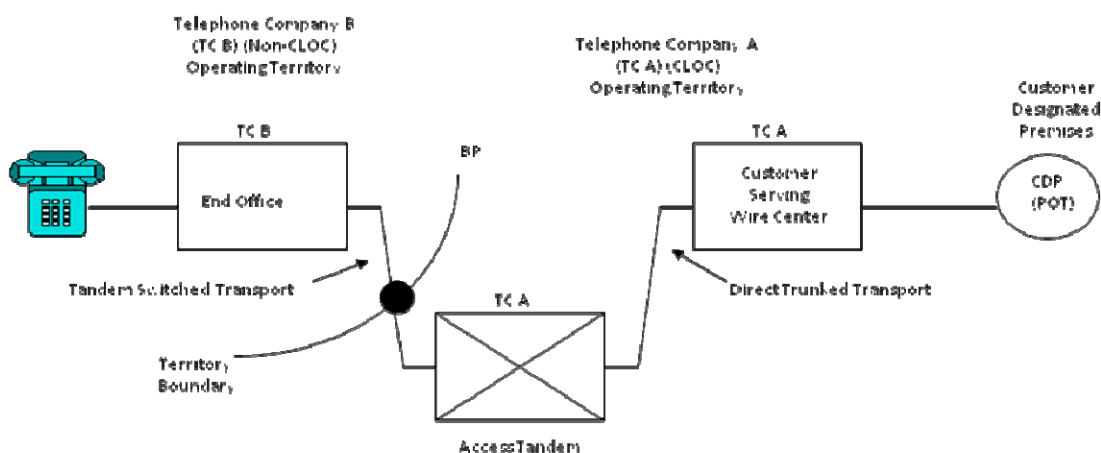 Telephone Company B
(TC B) (Non-CLOC)
Operating Territory
Telephone Company A
(TC A) (CLOC)
Operating Territory
Customer
Designated
Premises
TC B
End Office
BP
TC A
Customer
Serving
Wire Center
CDP
(POT)
Tandem Switched Transport
TC A
Direct Trunked Transport
Territory
Boundary
Access Tandem